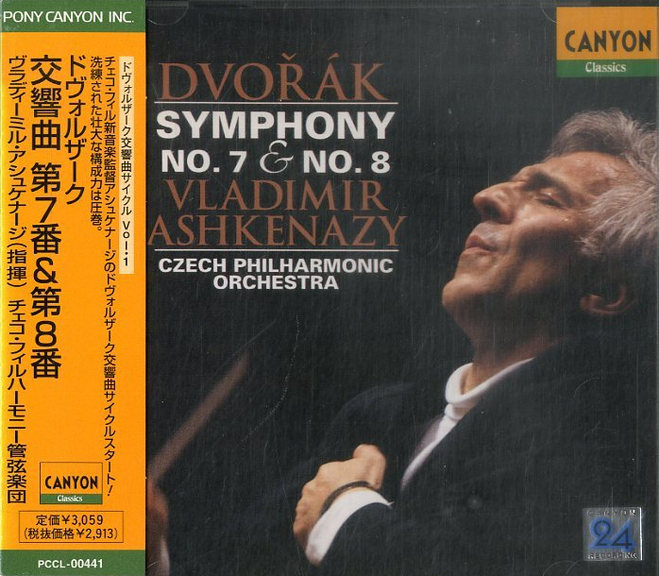 PONY CANYON INC.
ドヴォルザーク交響曲サイクル Vol.1
チェコ・フィル新音楽監督アシュケナージのドヴォルザーク交響曲サイクルスタート!
洗練された壮大な構成力は圧巻。
ドヴォルザーク
交響曲 第7番&第8番
ヴラディーミル・アシュケナージ(指揮) チェコ・フィルハーモニー管弦楽団
CANYON
Classics
定価¥3,059
(税抜価格¥2,913)
PCCL-00441
CANYON
Classics
DVOŘÁK
SYMPHONY
NO. 7 & NO. 8
VLADIMIR
ASHKENAZY
CZECH PHILHARMONIC
ORCHESTRA
CANYON
24
RECORDING